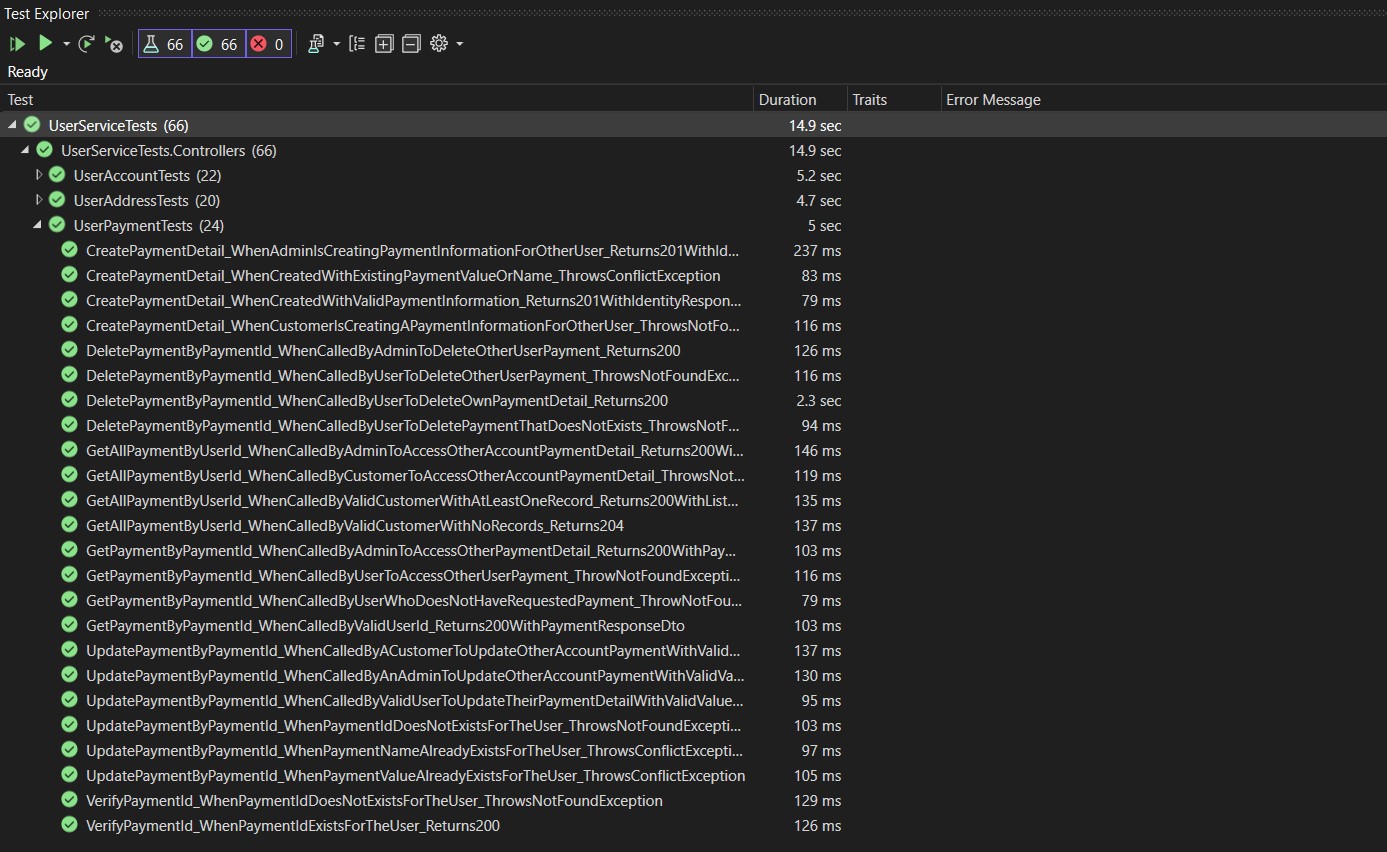 Test Explorer
66 66 0
Ready
Test Duration Traits Error Message
UserServiceTests (66) 14.9 sec
UserServiceTests.Controllers (66) 14.9 sec
UserAccountTests (22) 5.2 sec
UserAddressTests (20) 4.7 sec
UserPaymentTests (24) 5 sec
CreatePaymentDetail_WhenAdminIsCreatingPaymentInformationForOtherUser_Returns201WithId... 237 ms
CreatePaymentDetail_WhenCreatedWithExistingPaymentValueOrName_ThrowsConflictException 83 ms
CreatePaymentDetail_WhenCreatedWithValidPaymentInformation_Returns201WithIdentityRespon... 79 ms
CreatePaymentDetail_WhenCustomerIsCreatingAPaymentInformationForOtherUser_ThrowsNotFo... 116 ms
DeletePaymentByPaymentId_WhenCalledByAdminToDeleteOtherUserPayment_Returns200 126 ms
DeletePaymentByPaymentId_WhenCalledByUserToDeleteOtherUserPayment_ThrowsNotFoundExc... 116 ms
DeletePaymentByPaymentId_WhenCalledByUserToDeleteOwnPaymentDetail_Returns200 2.3 sec
DeletePaymentByPaymentId_WhenCalledByUserToDeletePaymentThatDoesNotExists_ThrowsNotF... 94 ms
GetAllPaymentByUserId_WhenCalledByAdminToAccessOtherAccountPaymentDetail_Returns200Wi... 146 ms
GetAllPaymentByUserId_WhenCalledByCustomerToAccessOtherAccountPaymentDetail_ThrowsNot... 119 ms
GetAllPaymentByUserId_WhenCalledByValidCustomerWithAtLeastOneRecord_Returns200WithList... 135 ms
GetAllPaymentByUserId_WhenCalledByValidCustomerWithNoRecords_Returns204 137 ms
GetPaymentByPaymentId_WhenCalledByAdminToAccessOtherPaymentDetail_Returns200WithPay... 103 ms
GetPaymentByPaymentId_WhenCalledByUserToAccessOtherUserPayment_ThrowNotFoundExcepti... 116 ms
GetPaymentByPaymentId_WhenCalledByUserWhoDoesNotHaveRequestedPayment_ThrowNotFou... 79 ms
GetPaymentByPaymentId_WhenCalledByValidUserId_Returns200WithPaymentResponseDto 103 ms
UpdatePaymentByPaymentId_WhenCalledByACustomerToUpdateOtherAccountPaymentWithValid... 137 ms
UpdatePaymentByPaymentId_WhenCalledByAnAdminToUpdateOtherAccountPaymentWithValidVa... 130 ms
UpdatePaymentByPaymentId_WhenCalledByValidUserToUpdateTheirPaymentDetailWithValidValue... 95 ms
UpdatePaymentByPaymentId_WhenPaymentIdDoesNotExistsForTheUser_ThrowsNotFoundExcepti... 103 ms
UpdatePaymentByPaymentId_WhenPaymentNameAlreadyExistsForTheUser_ThrowsConflictExcepti... 97 ms
UpdatePaymentByPaymentId_WhenPaymentValueAlreadyExistsForTheUser_ThrowsConflictException 105 ms
VerifyPaymentId_WhenPaymentIdDoesNotExistsForTheUser_ThrowsNotFoundException 129 ms
VerifyPaymentId_WhenPaymentIdExistsForTheUser_Returns200 126 ms